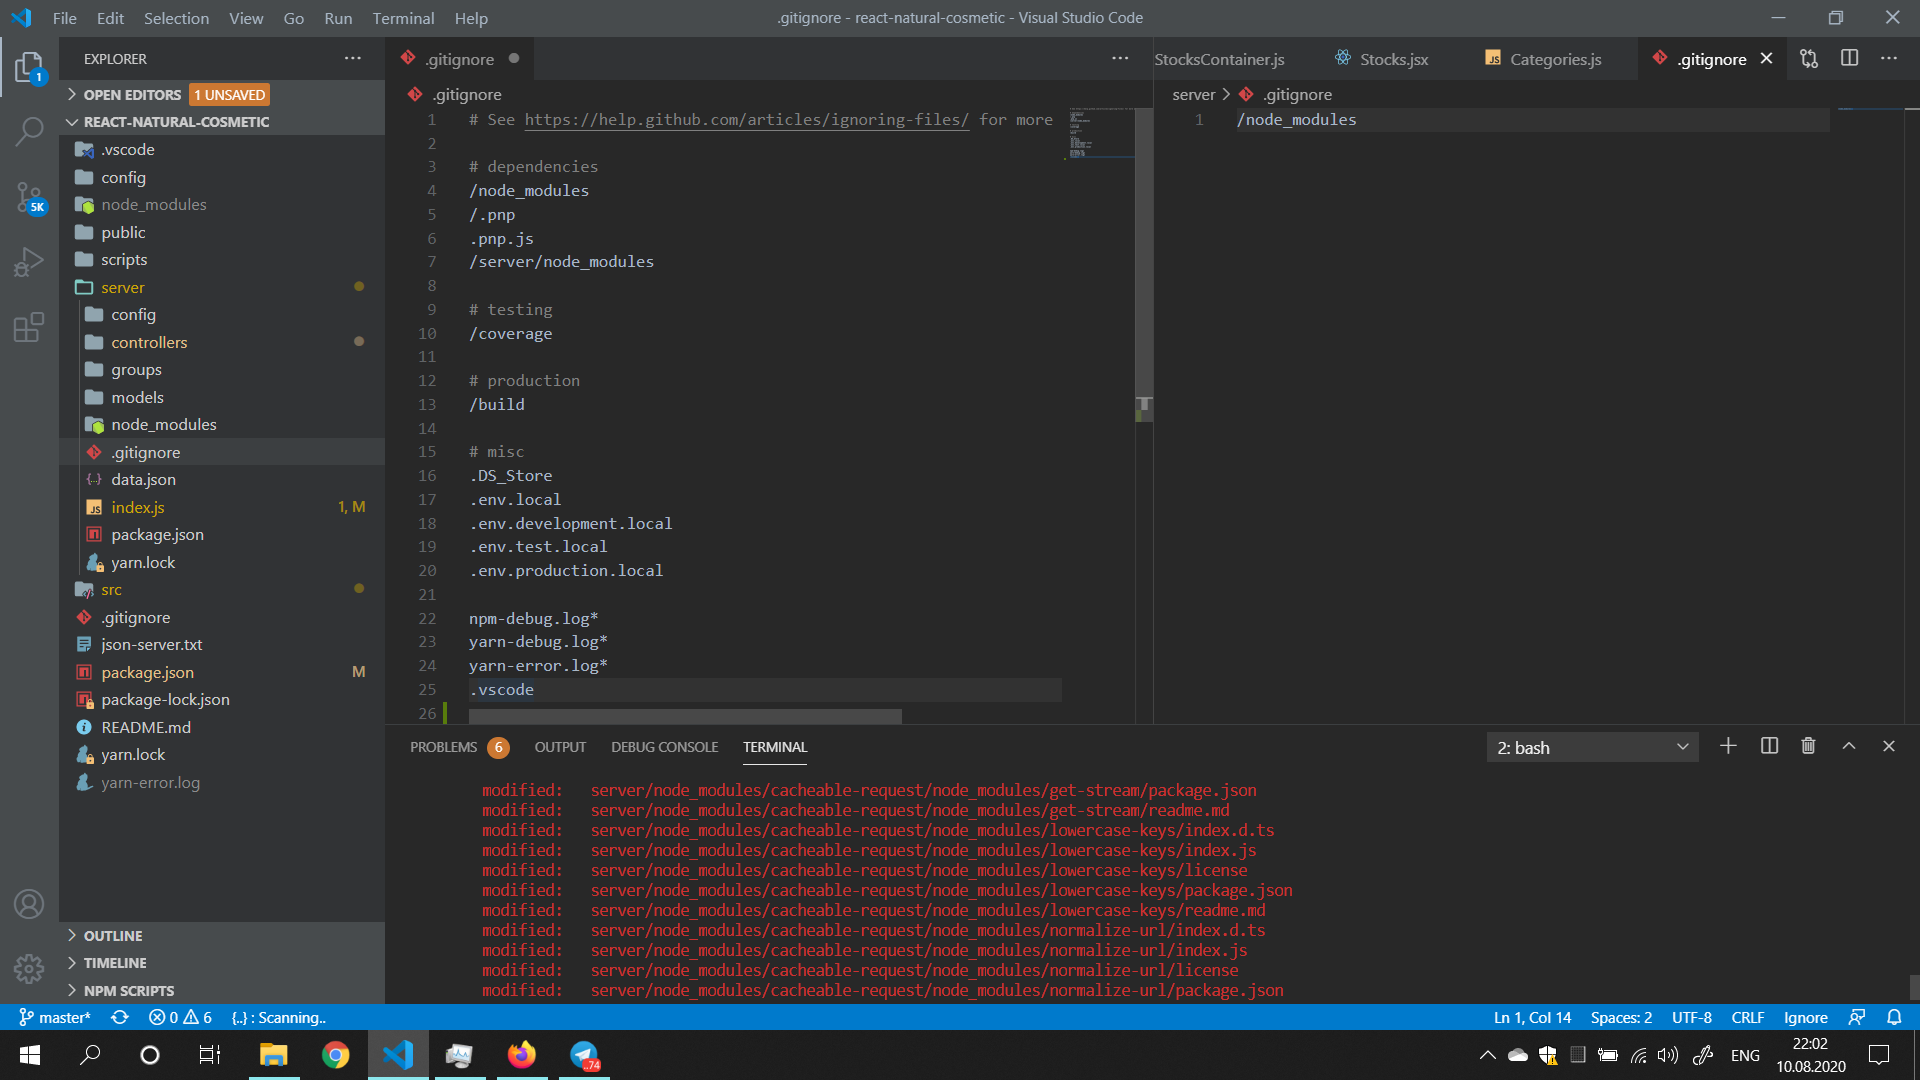 File Edit Selection View Go Run Terminal Help
.gitignore - react-natural-cosmetic - Visual Studio Code
EXPLORER
OPEN EDITORS 1 UNSAVED
REACT-NATURAL-COSMETIC
.vscode
config
node_modules
public
scripts
server
config
controllers
groups
models
node_modules
.gitignore
data.json
index.js 1, M
package.json
yarn.lock
src
.gitignore
json-server.txt
package.json M
package-lock.json
README.md
yarn.lock
yarn-error.log
OUTLINE
TIMELINE
NPM SCRIPTS
1
5K
.gitignore
.gitignore
1 # See https://help.github.com/articles/ignoring-files/ for more
2
3 # dependencies
4 /node_modules
5 /.pnp
6 .pnp.js
7 /server/node_modules
8
9 # testing
10 /coverage
11
12 # production
13 /build
14
15 # misc
16 .DS_Store
17 .env.local
18 .env.development.local
19 .env.test.local
20 .env.production.local
21
22 npm-debug.log*
23 yarn-debug.log*
24 yarn-error.log*
25 .vscode
26
StocksContainer.js Stocks.jsx JS Categories.js .gitignore
server > .gitignore
1 /node_modules
PROBLEMS 6 OUTPUT DEBUG CONSOLE TERMINAL 2: bash
modified: server/node_modules/cacheable-request/node_modules/get-stream/package.json
modified: server/node_modules/cacheable-request/node_modules/get-stream/readme.md
modified: server/node_modules/cacheable-request/node_modules/lowercase-keys/index.d.ts
modified: server/node_modules/cacheable-request/node_modules/lowercase-keys/index.js
modified: server/node_modules/cacheable-request/node_modules/lowercase-keys/license
modified: server/node_modules/cacheable-request/node_modules/lowercase-keys/package.json
modified: server/node_modules/cacheable-request/node_modules/lowercase-keys/readme.md
modified: server/node_modules/cacheable-request/node_modules/normalize-url/index.d.ts
modified: server/node_modules/cacheable-request/node_modules/normalize-url/index.js
modified: server/node_modules/cacheable-request/node_modules/normalize-url/license
modified: server/node_modules/cacheable-request/node_modules/normalize-url/package.json
master* 0 6 {..} : Scanning.. Ln 1, Col 14 Spaces: 2 UTF-8 CRLF Ignore
..74
ENG
22:02
10.08.2020